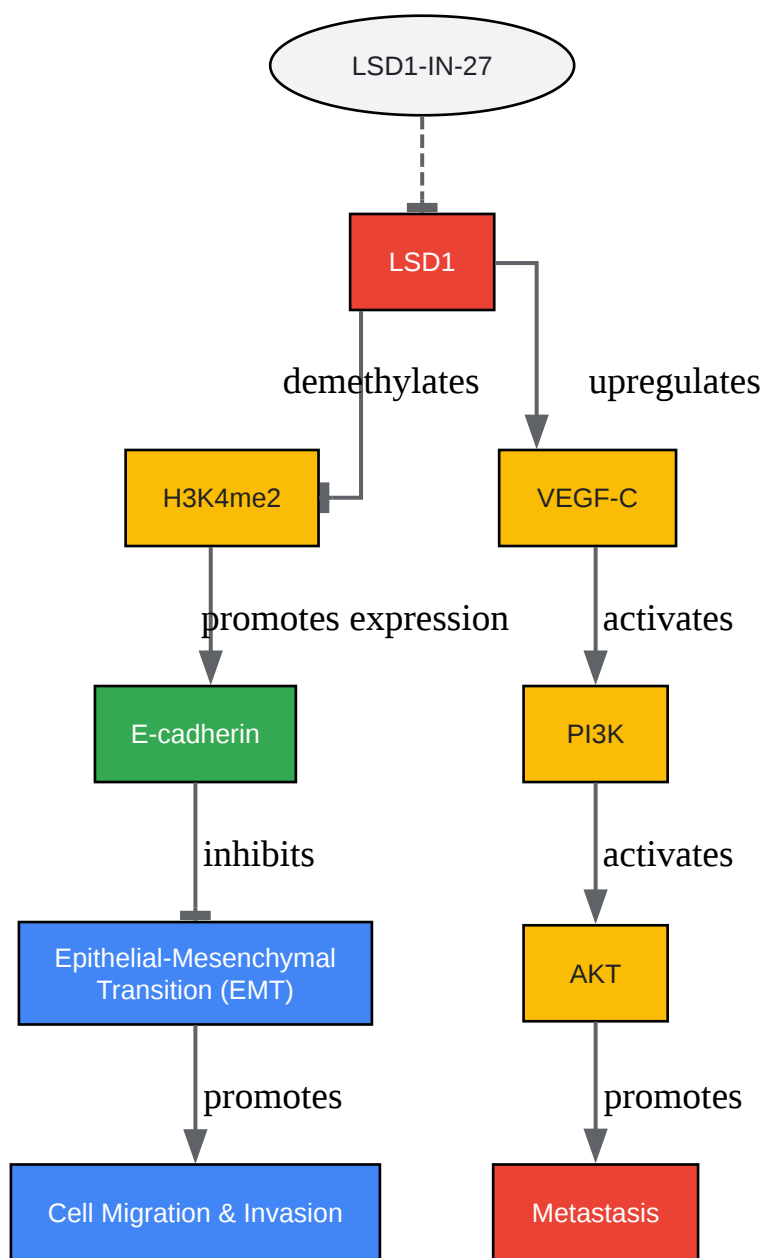 LSD1-IN-27
LSD1
demethylates
upregulates
H3K4me2
VEGF-C
promotes expression
activates
E-cadherin
PI3K
inhibits
activates
Epithelial-Mesenchymal
Transition (EMT)
AKT
promotes
promotes
Cell Migration & Invasion
Metastasis